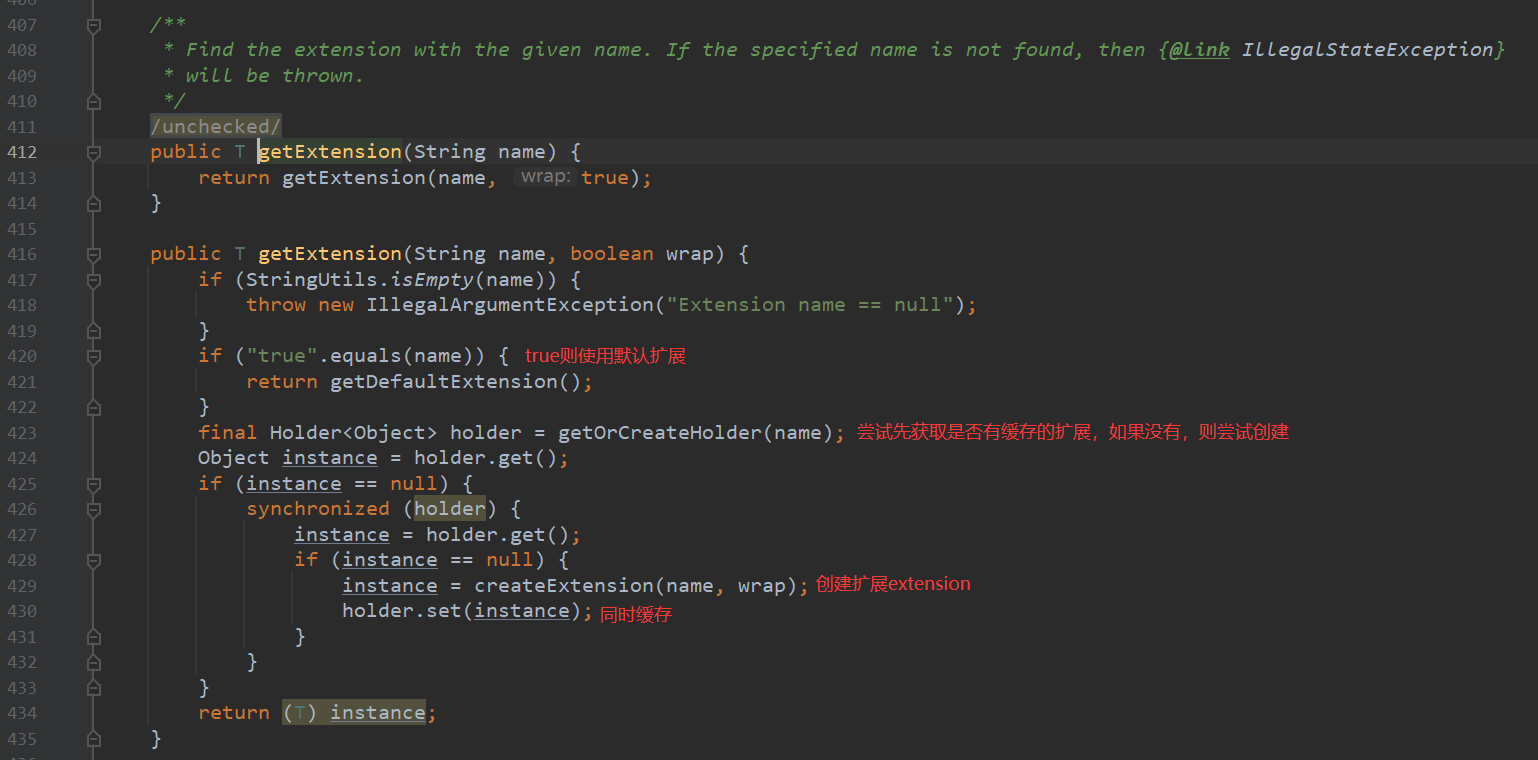 407 /**
408 * Find the extension with the given name. If the specified name is not found, then {@link IllegalStateException}
409 * will be thrown.
410 */
411 /unchecked/
412 public T getExtension(String name) {
413 return getExtension(name, wrap: true);
414 }
415
416 public T getExtension(String name, boolean wrap) {
417 if (StringUtils.isEmpty(name)) {
418 throw new IllegalArgumentException("Extension name == null");
419 }
420 if ("true".equals(name)) { true则使用默认扩展
421 return getDefaultExtension();
422 }
423 final Holder<Object> holder = getOrCreateHolder(name); 尝试先获取是否有缓存的扩展，如果没有，则尝试创建
424 Object instance = holder.get();
425 if (instance == null) {
426 synchronized (holder) {
427 instance = holder.get();
428 if (instance == null) {
429 instance = createExtension(name, wrap); 创建扩展extension
430 holder.set(instance); 同时缓存
431 }
432 }
433 }
434 return (T) instance;
435 }